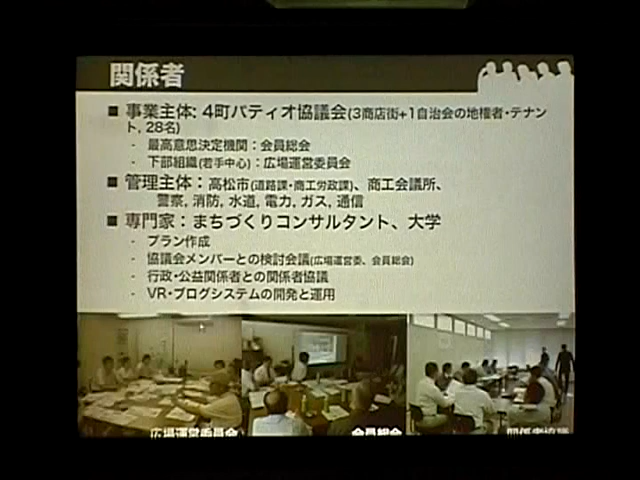 関係者
■ 事業主体: 4町パティオ協議会(3商店街+1自治会の地権者・テナン
ト, 28名)
- 最高意思決定機関：会員総会
- 下部組織(若手中心)：広場運営委員会
■ 管理主体：高松市(道路課・商工労政課)、商工会議所、
警察, 消防, 水道, 電力, ガス, 通信
■ 専門家：まちづくりコンサルタント、大学
- プラン作成
- 協議会メンバーとの検討会議(広場運営委、会員総会)
- 行政・公益関係者との関係者協議
- VR・ブログシステムの開発と運用
広場運営委員会
会員総会
関係者協議